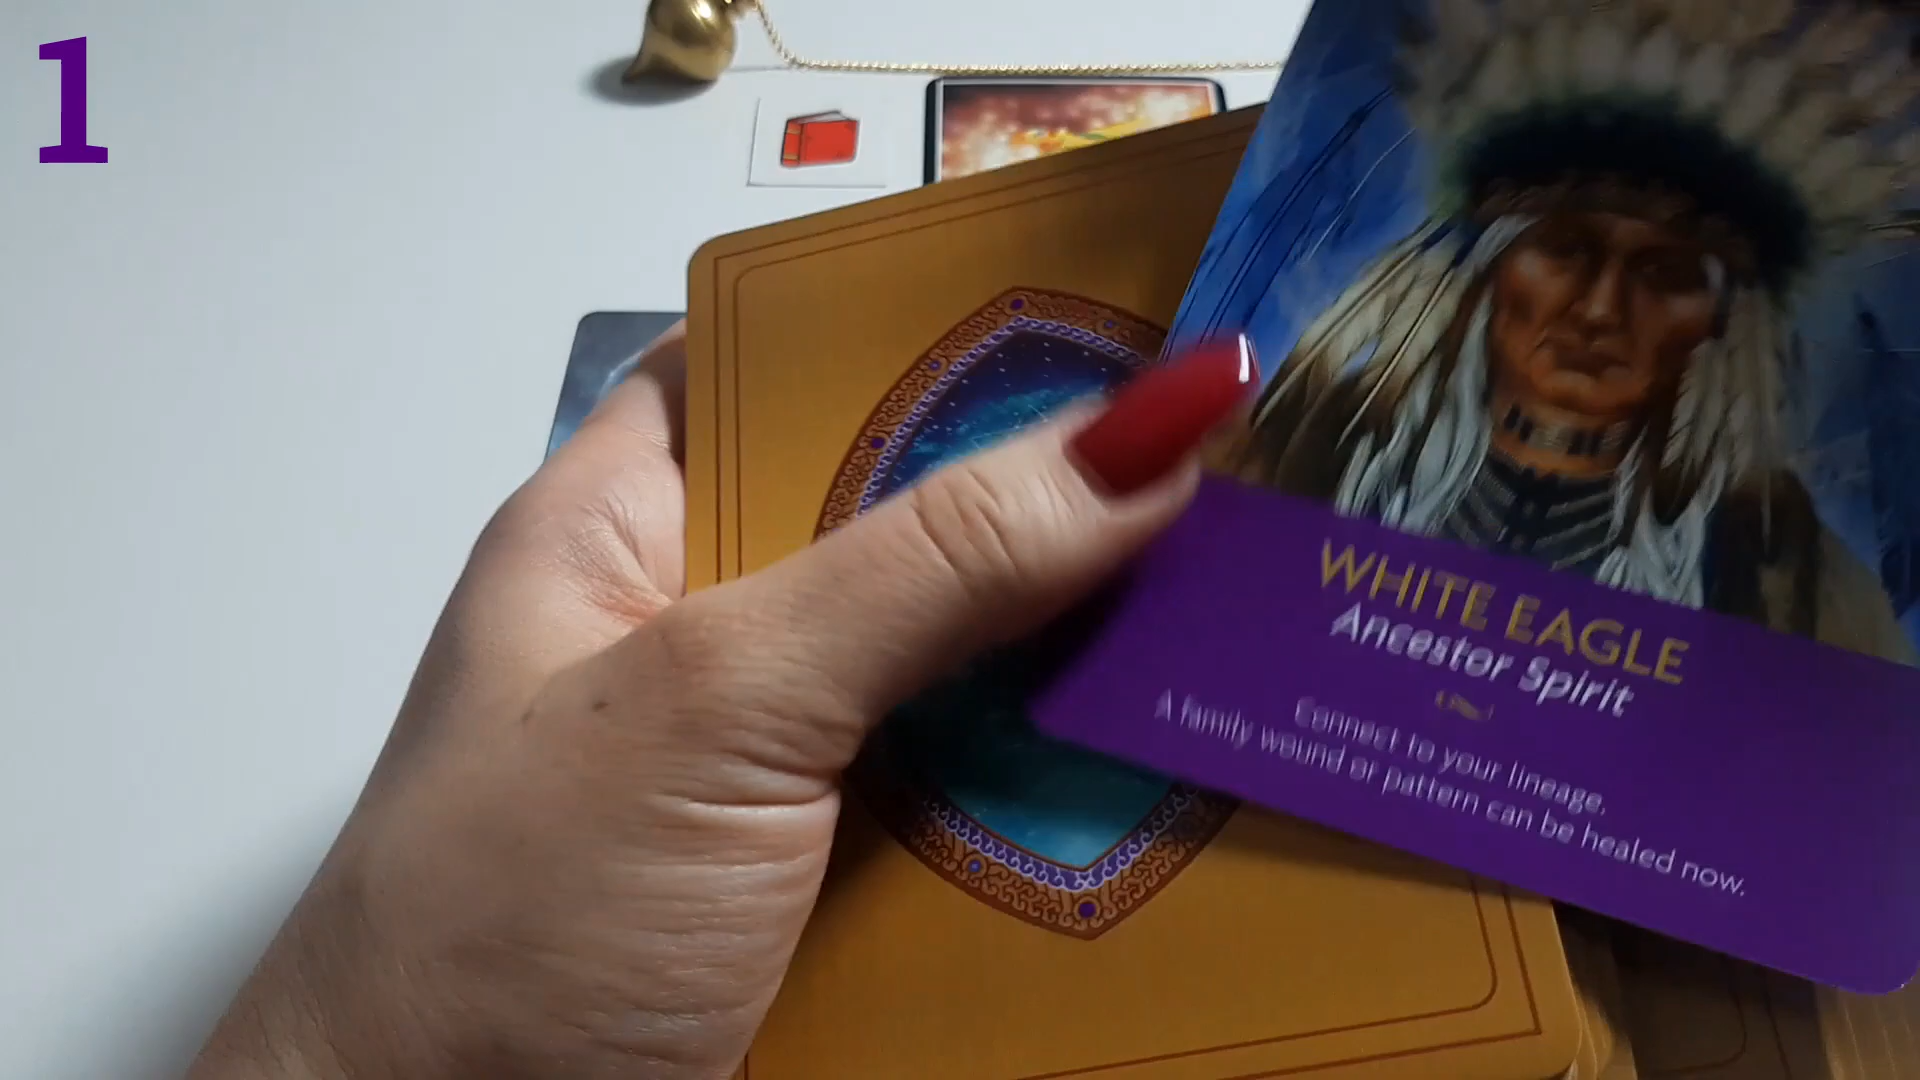 1
WHITE EAGLE
Ancestor Spirit
Connect to your lineage.
A family wound or pattern can be healed now.